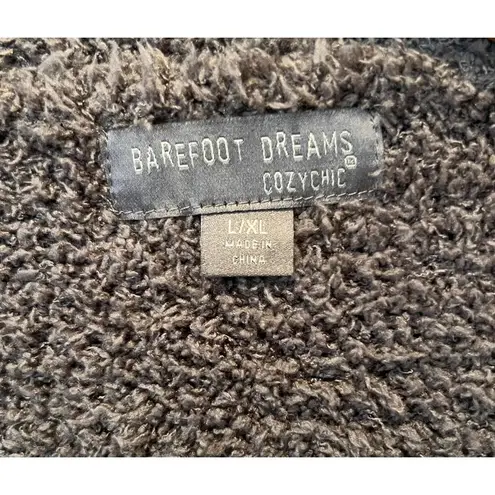 BAREFOOT DREAMS®
COZYCHIC
L/XL
MADE IN
CHINA